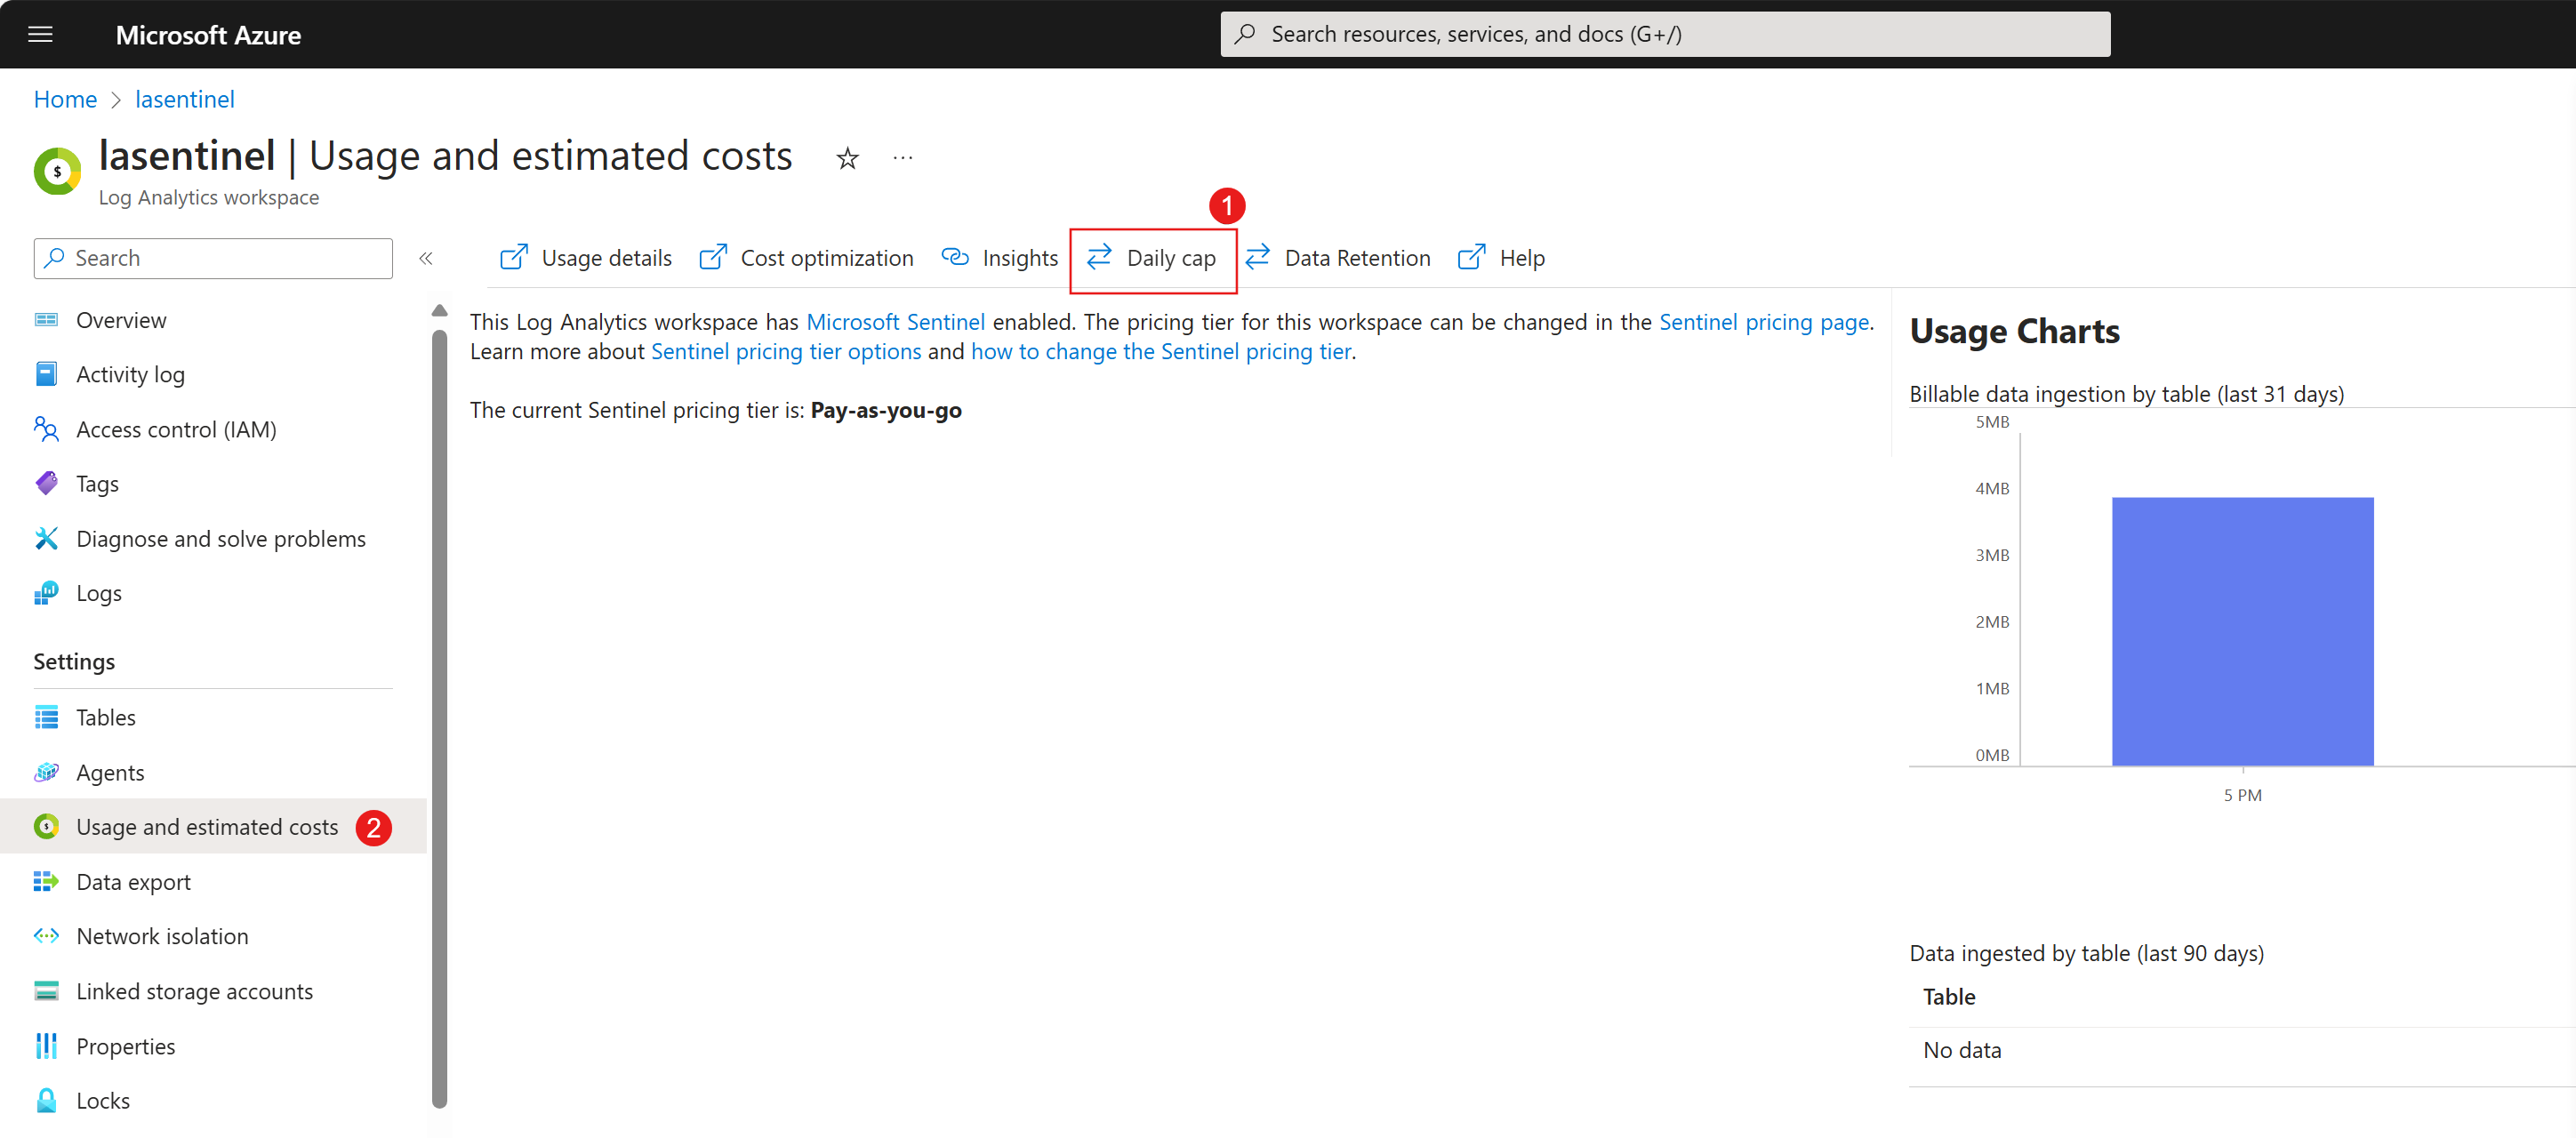 Microsoft Azure
Search resources, services, and docs (G+/)
Home > lasentinel
lasentinel | Usage and estimated costs
Log Analytics workspace
1
Search
Usage details
Cost optimization
Insights
Daily cap
Data Retention
Help
Overview
Activity log
Access control (IAM)
Tags
Diagnose and solve problems
Logs
Settings
Tables
Agents
Usage and estimated costs 2
Data export
Network isolation
Linked storage accounts
Properties
Locks
This Log Analytics workspace has Microsoft Sentinel enabled. The pricing tier for this workspace can be changed in the Sentinel pricing page.
Learn more about Sentinel pricing tier options and how to change the Sentinel pricing tier.
The current Sentinel pricing tier is: Pay-as-you-go
Usage Charts
Billable data ingestion by table (last 31 days)
5MB
4MB
3MB
2MB
1MB
0MB
5 PM
Data ingested by table (last 90 days)
Table
No data